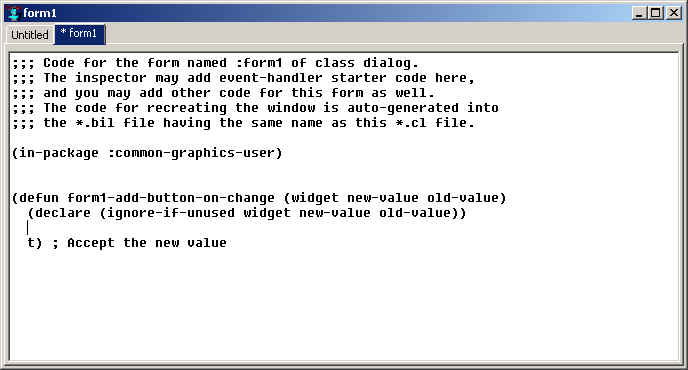 form1
Untitled
* form1
;;; Code for the form named :form1 of class dialog.
;;; The inspector may add event-handler starter code here,
;;; and you may add other code for this form as well.
;;; The code for recreating the window is auto-generated into
;;; the *.bil file having the same name as this *.cl file.
(in-package :common-graphics-user)
(defun form1-add-button-on-change (widget new-value old-value)
(declare (ignore-if-unused widget new-value old-value))
t) ; Accept the new value